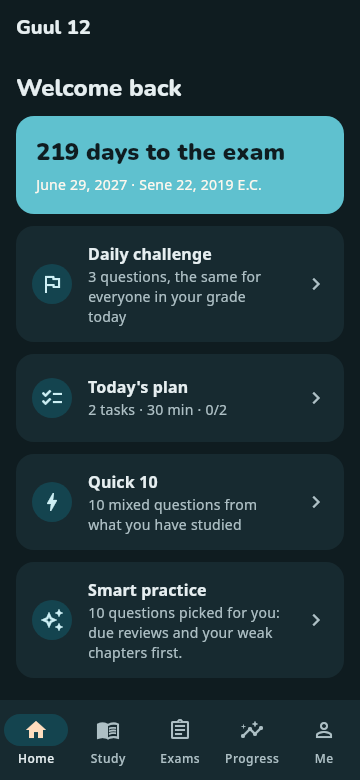 Guul 12
Welcome back
219 days to the exam
June 29, 2027 · Sene 22, 2019 E.C.
Daily challenge
3 questions, the same for
everyone in your grade
today
Today's plan
2 tasks · 30 min · 0/2
Quick 10
10 mixed questions from
what you have studied
Smart practice
10 questions picked for you:
due reviews and your weak
chapters first.
Home
Study
Exams
Progress
Me